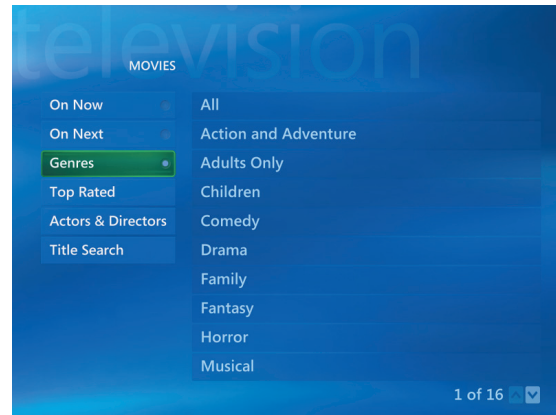 television
MOVIES
On Now
On Next
Genres
Top Rated
Actors & Directors
Title Search
All
Action and Adventure
Adults Only
Children
Comedy
Drama
Family
Fantasy
Horror
Musical
1 of 16